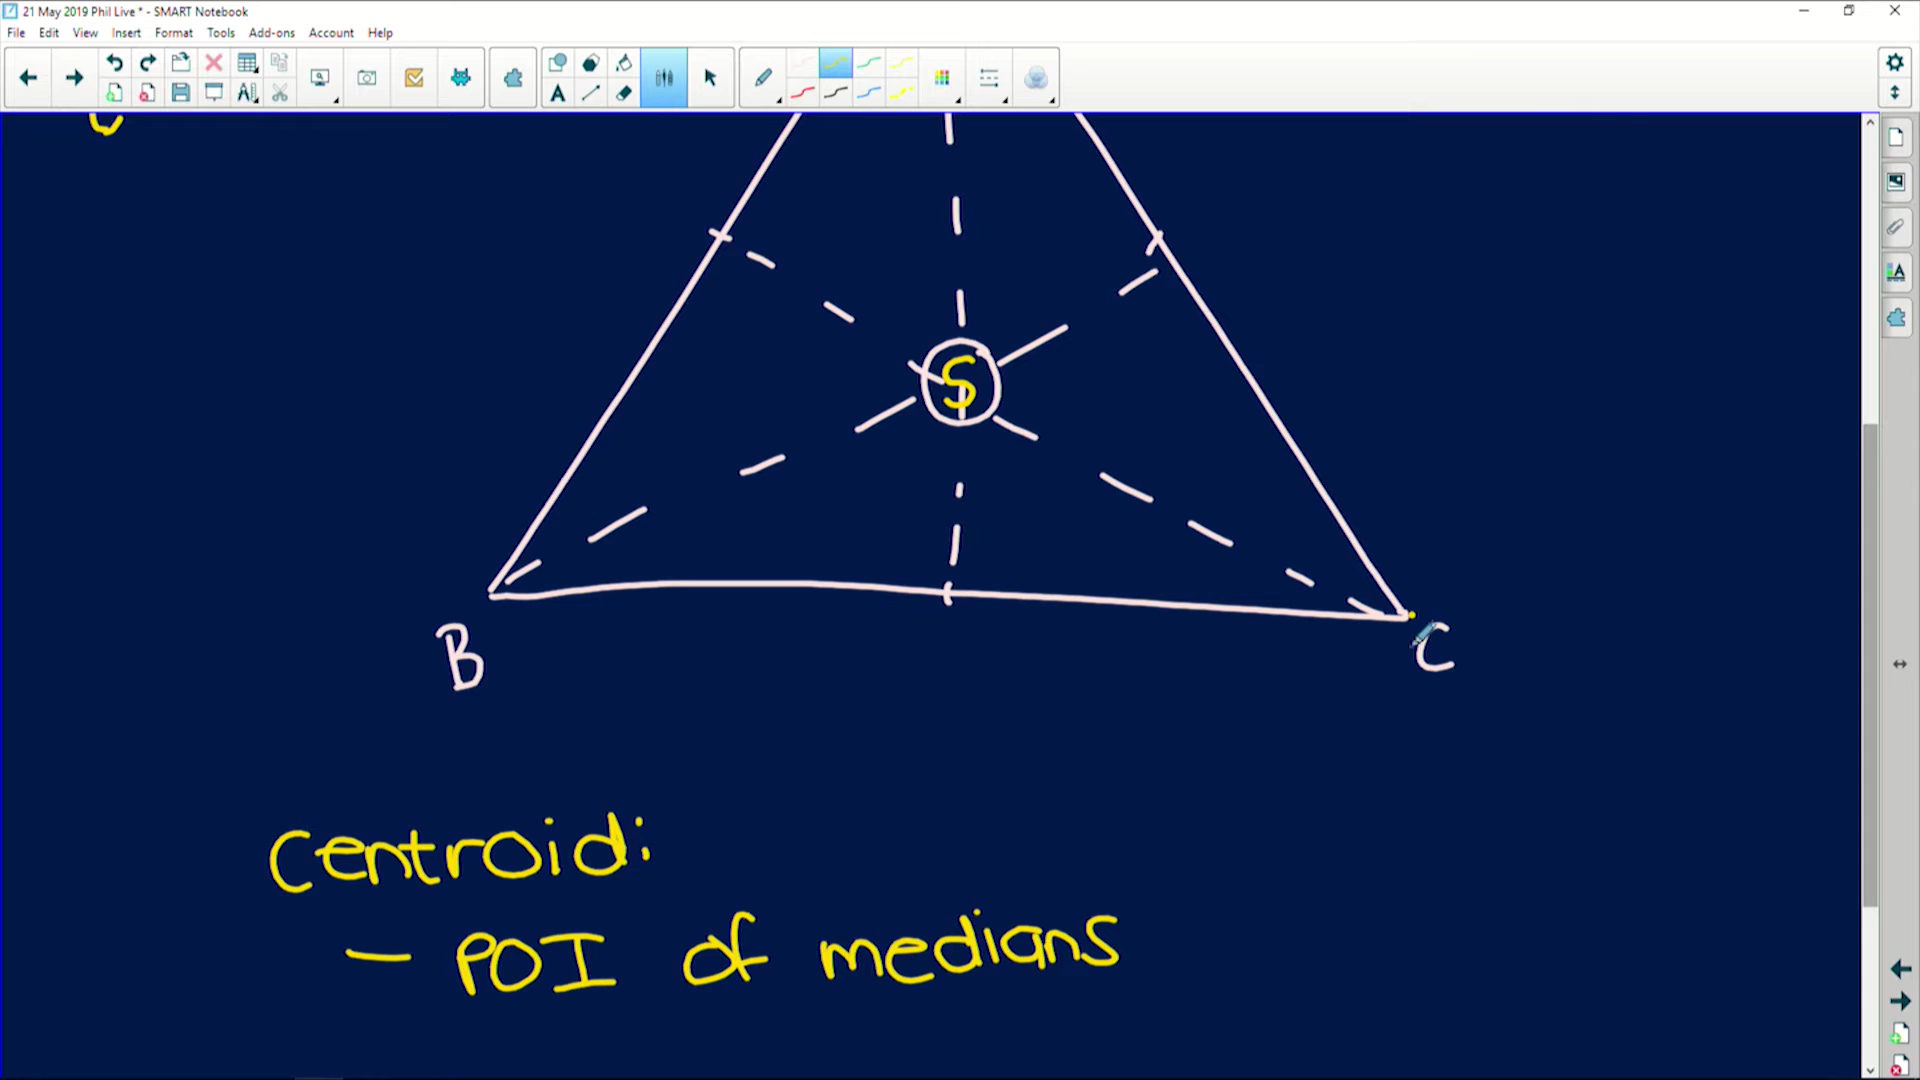 21 May 2019 Phil Live * - SMART Notebook
File Edit View Insert Format Tools Add-ons Account Help
S
B
C
Centroid:
- POI of medians